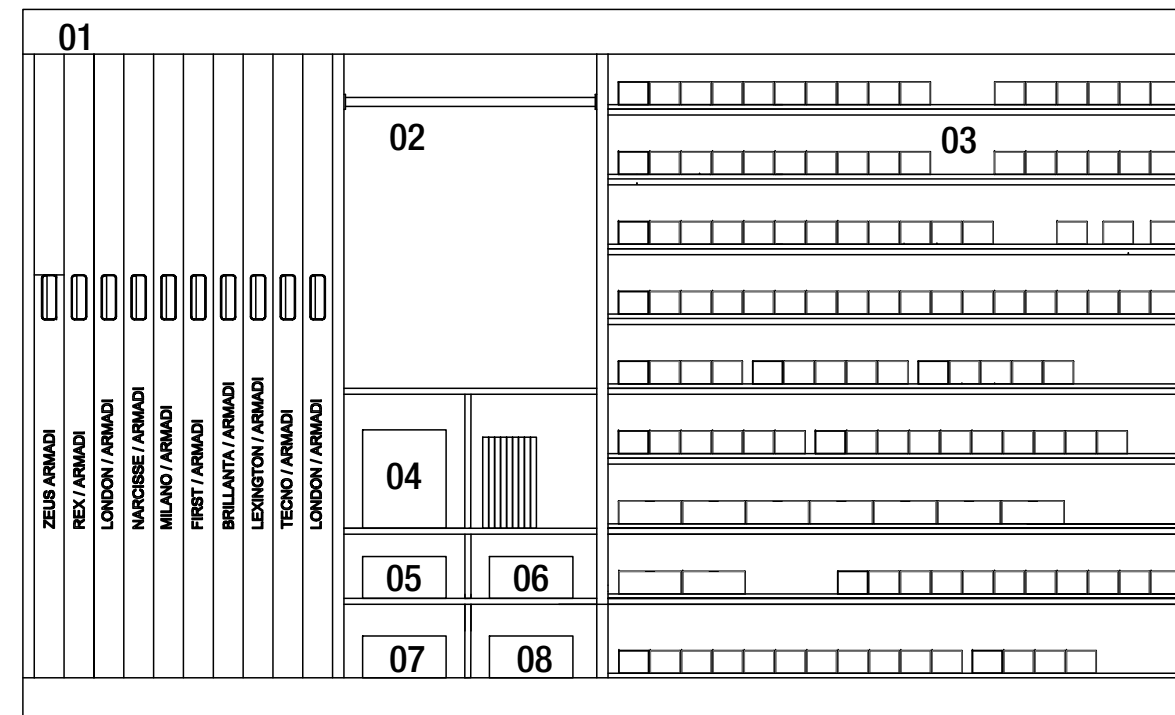 01
02
03
ZEUS ARMADI
REX / ARMADI
LONDON / ARMADI
NARCISSE / ARMADI
MILANO / ARMADI
FIRST / ARMADI
BRILLANTA / ARMADI
LEXINGTON / ARMADI
TECNO / ARMADI
LONDON / ARMADI
04
05
06
07
08